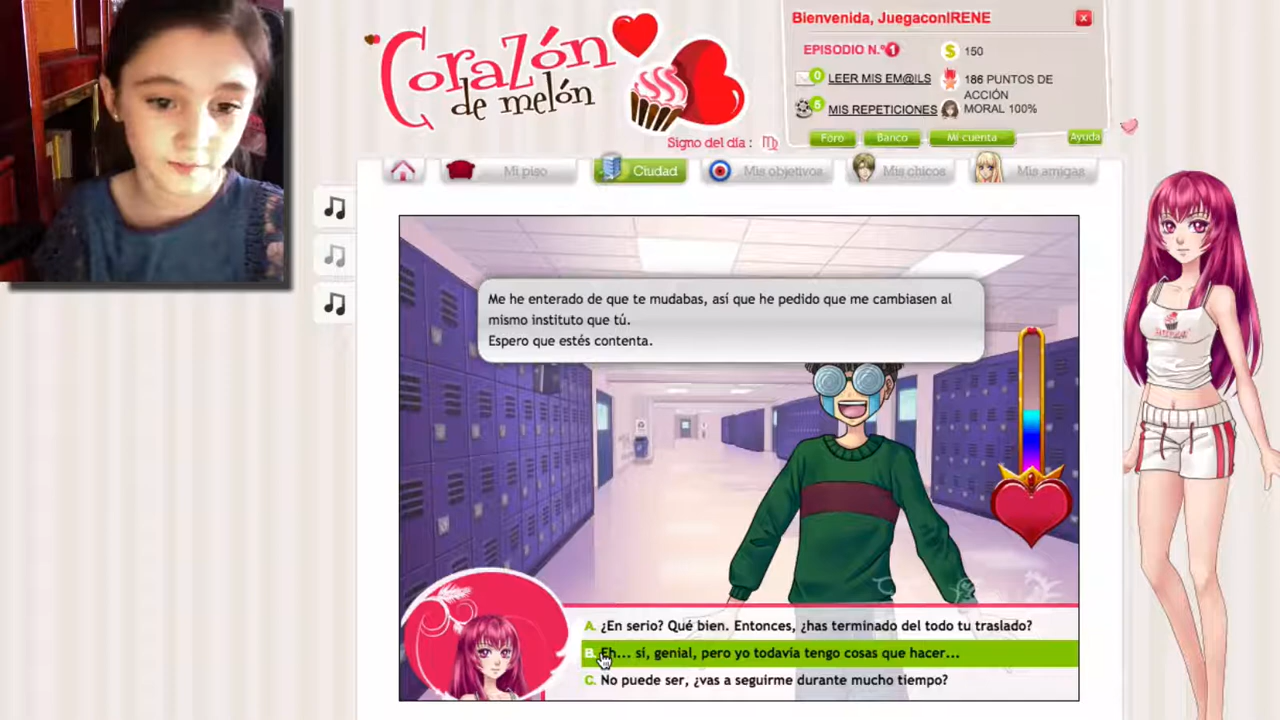 Corazón
de melón
Signo del día :
Bienvenida, JuegaconIRENE
x
EPISODIO N.º 1
$ 150
0 LEER MIS EM@ILS
186 PUNTOS DE
ACCIÓN
5 MIS REPETICIONES
MORAL 100%
Foro
Banco
Mi cuenta
Ayuda
Mi piso
Ciudad
Mis objetivos
Mis chicos
Mis amigas
Me he enterado de que te mudabas, así que he pedido que me cambiasen al
mismo instituto que tú.
Espero que estés contenta.
A. ¿En serio? Qué bien. Entonces, ¿has terminado del todo tu traslado?
B. Eh... sí, genial, pero yo todavía tengo cosas que hacer...
C. No puede ser, ¿vas a seguirme durante mucho tiempo?